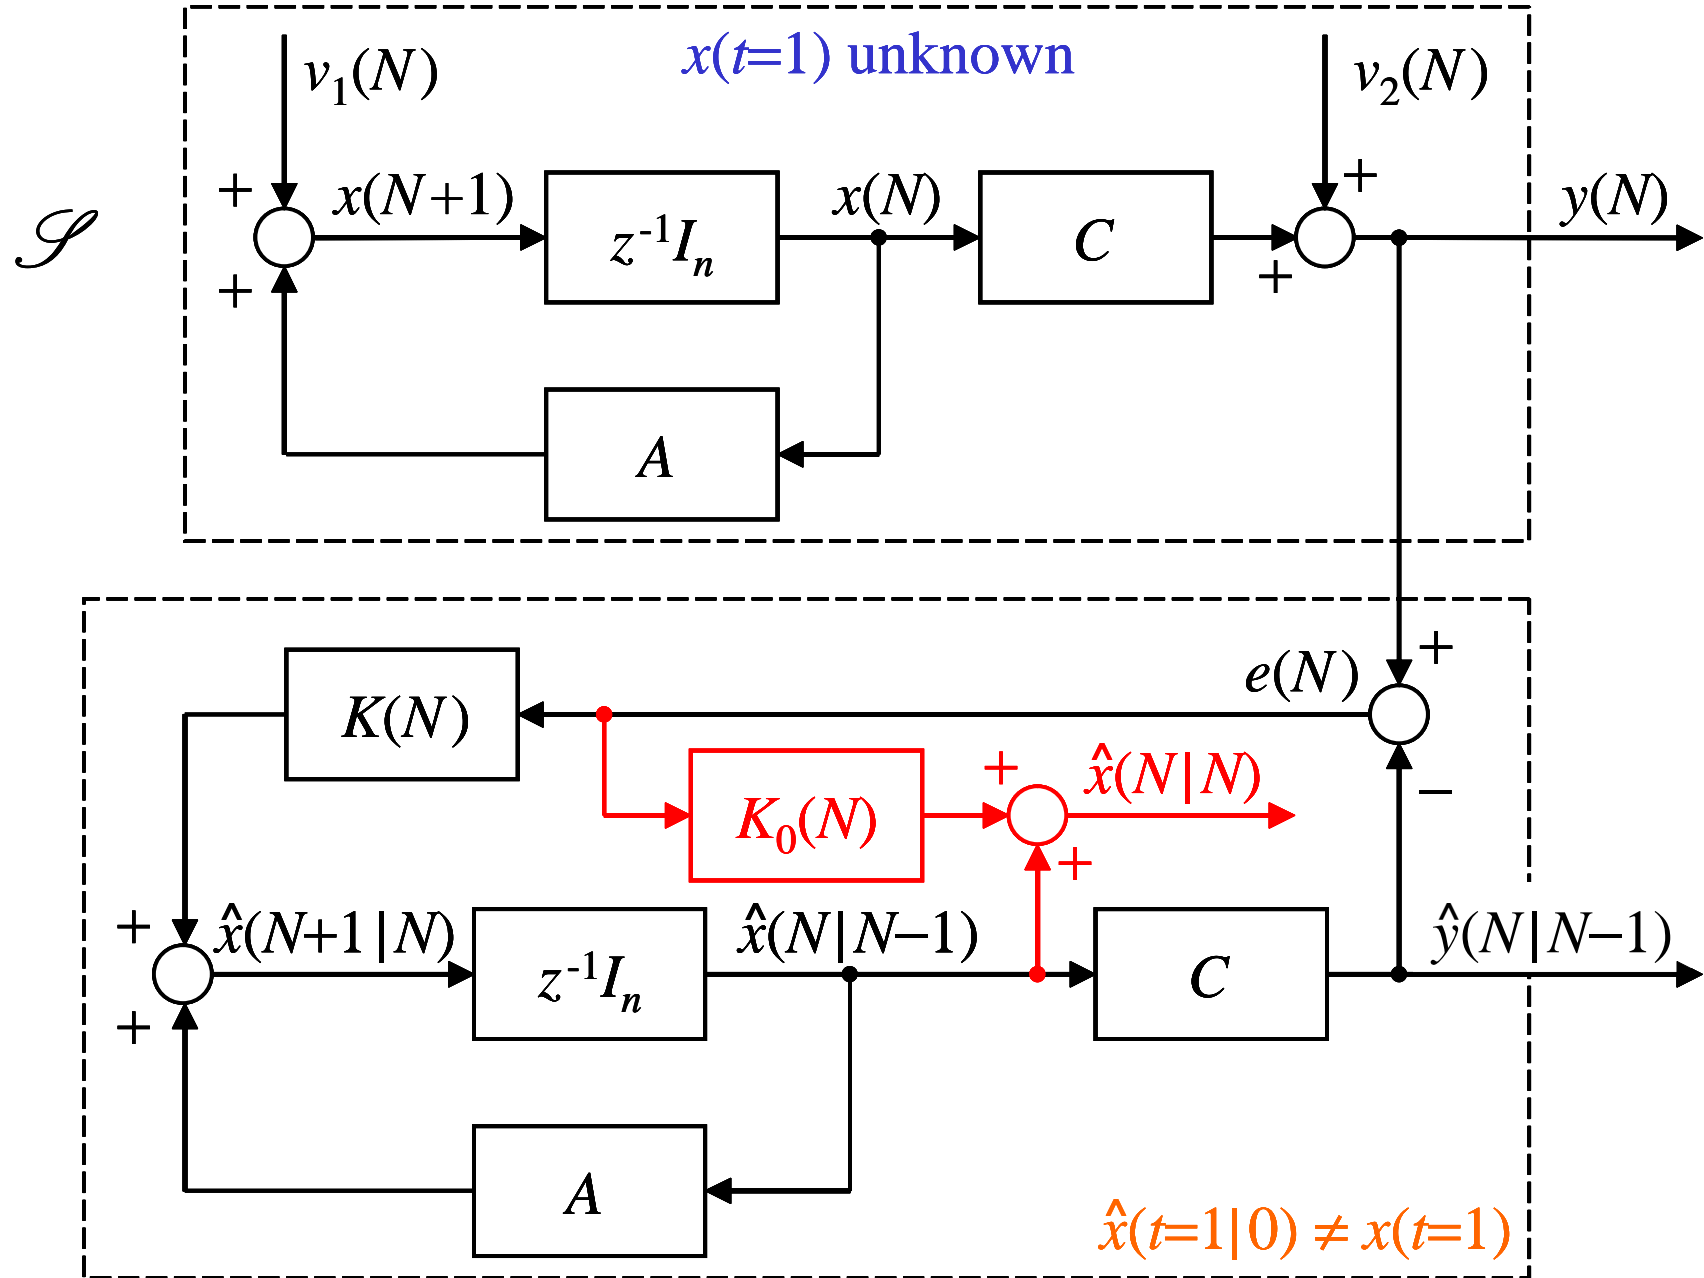 x(t=1) unknown
v₁(N)
v₂(N)
+
+
x(N+1)
z⁻¹Iₙ
x(N)
C
+
y(N)
𝒮
+
+
A
K(N)
e(N)
+
K₀(N)
+
x̂(N|N)
−
+
+
x̂(N+1|N)
z⁻¹Iₙ
x̂(N|N−1)
C
ŷ(N|N−1)
+
A
x̂(t=1|0) ≠ x(t=1)